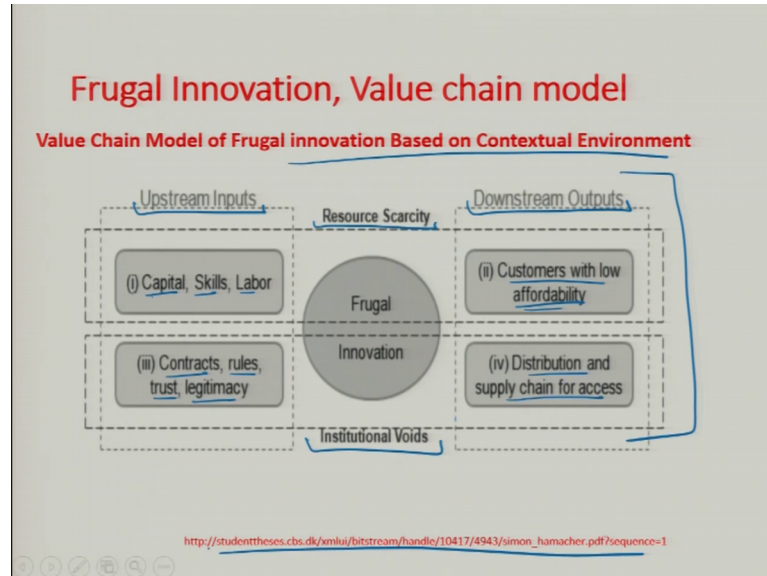 Frugal Innovation, Value chain model
Value Chain Model of Frugal innovation Based on Contextual Environment
Upstream Inputs
Resource Scarcity
Downstream Outputs
(i) Capital, Skills, Labor
Frugal
Innovation
(ii) Customers with low
affordability
(iii) Contracts, rules,
trust, legitimacy
(iv) Distribution and
supply chain for access
Institutional Voids
http://studenttheses.cbs.dk/xmlui/bitstream/handle/10417/4943/simon_hamacher.pdf?sequence=1